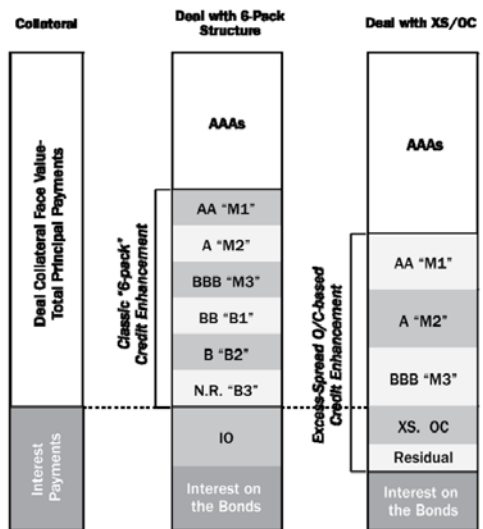 Collateral
Deal with 6-Pack
Structure
Deal with XS/OC
Deal Collateral Face Value-
Total Principal Payments
Interest
Payments
Classic "6-pack"
Credit Enhancement
AAAs
AA "M1"
A "M2"
BBB "M3"
BB "B1"
B "B2"
N.R. "B3"
IO
Interest on
the Bonds
Excess-Spread O/C-based
Credit Enhancement
AAAs
AA "M1"
A "M2"
BBB "M3"
XS. OC
Residual
Interest on
the Bonds